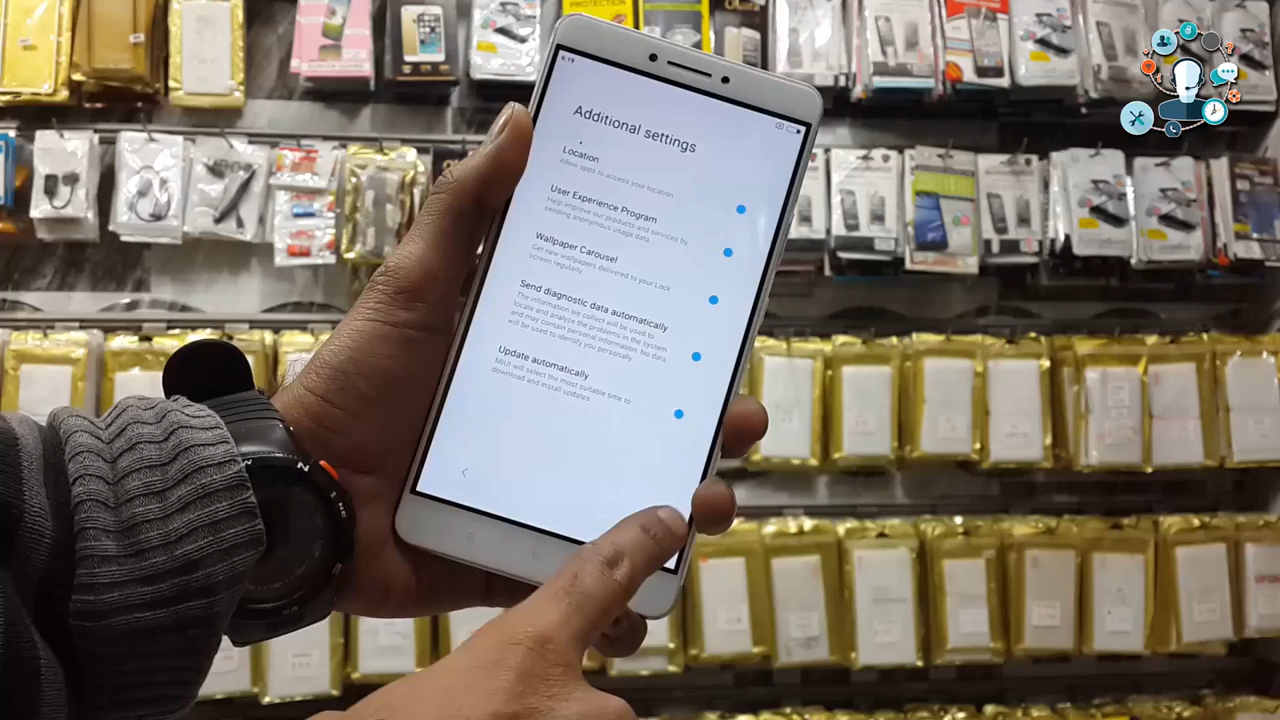 6:19
Additional settings
Location
Allow apps to access your location
User Experience Program
Help improve our products and services by
sending anonymous usage data
Wallpaper Carousel
Get new wallpapers delivered to your Lock
screen regularly.
Send diagnostic data automatically
The information we collect will be used to
locate and analyze the problems in the system
and may contain personal information. No data
will be used to identify you personally.
Update automatically
MIUI will select the most suitable time to
download and install updates
N
NE